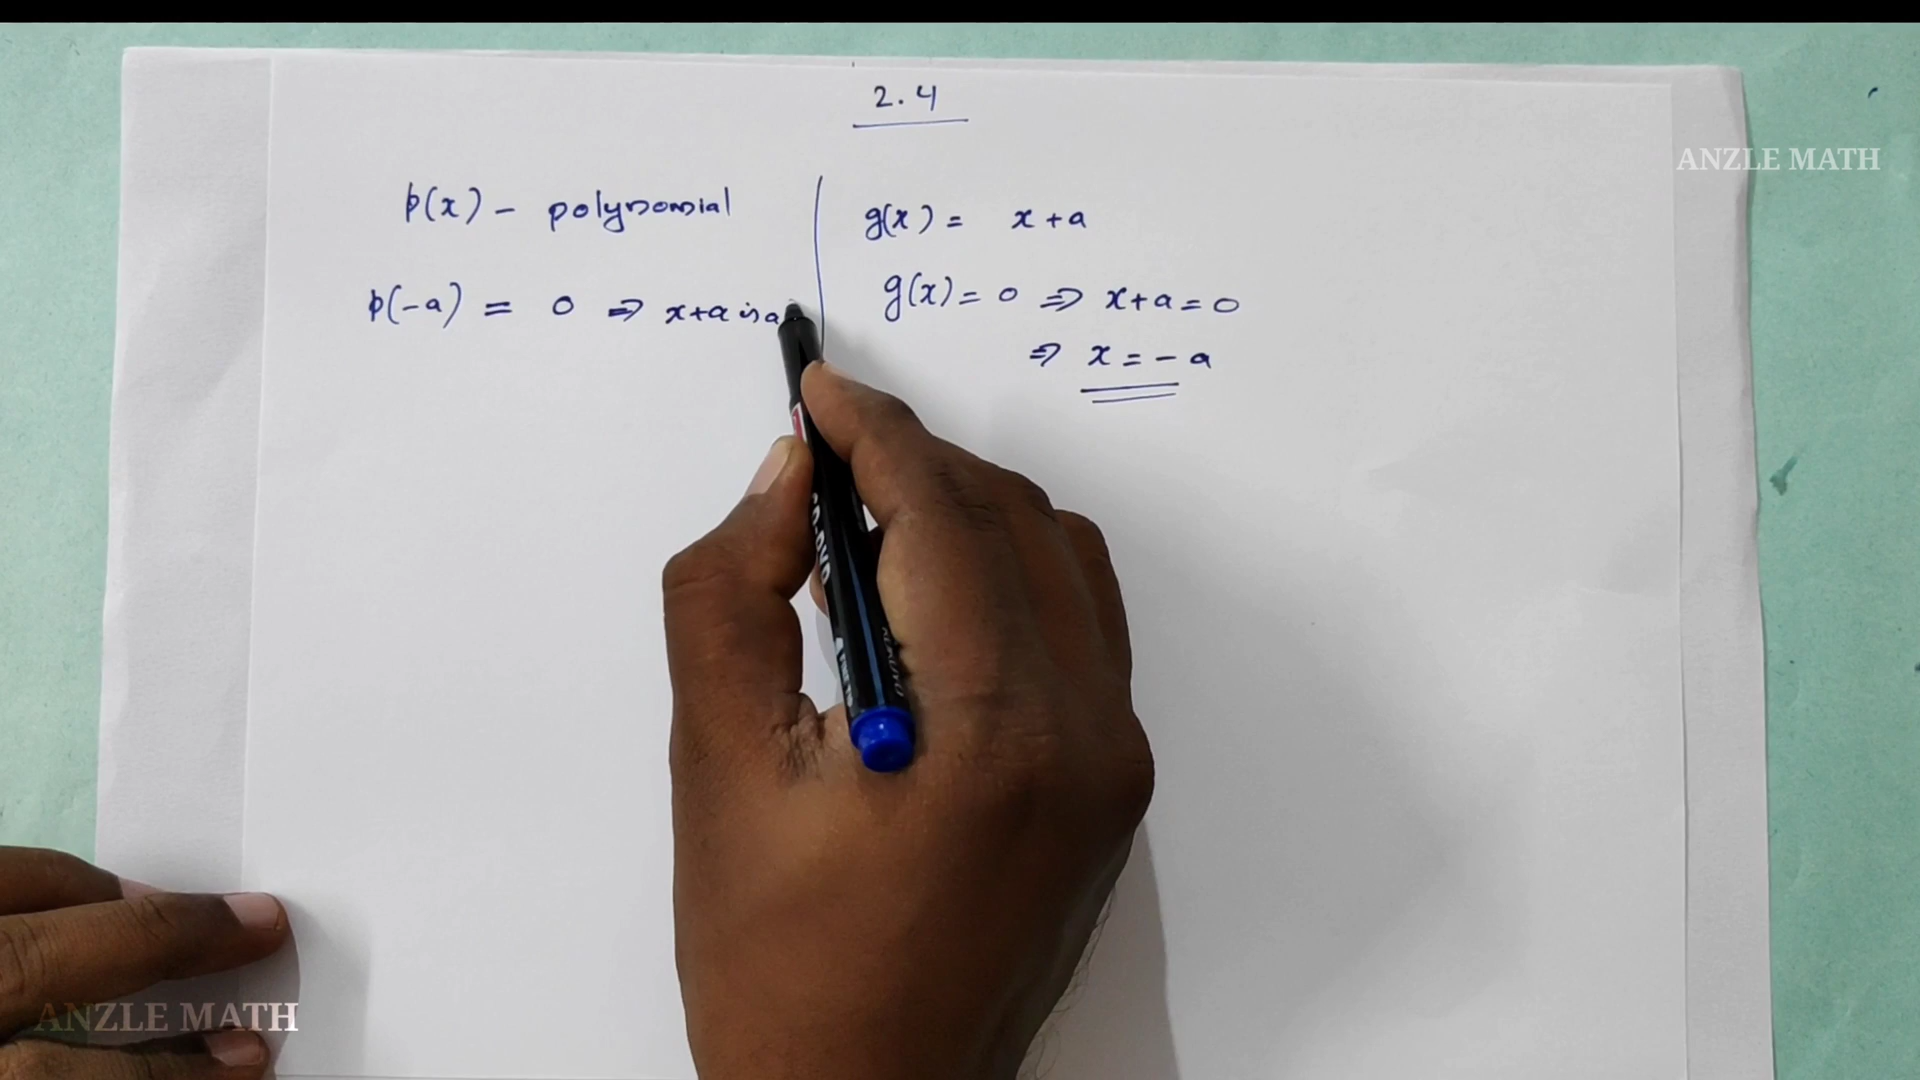 2.4
ANZLE MATH
p(x) - polynomial
p(-a) = 0 ⇒ x+a is a
g(x) = x+a
g(x) = 0 ⇒ x+a = 0
⇒ x = -a
ANZLE MATH